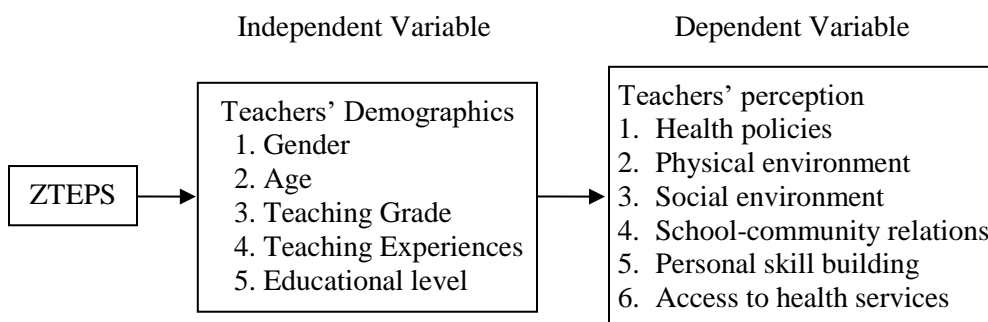 Independent Variable
Dependent Variable
ZTEPS
Teachers’ Demographics
1. Gender
2. Age
3. Teaching Grade
4. Teaching Experiences
5. Educational level
Teachers’ perception
1. Health policies
2. Physical environment
3. Social environment
4. School-community relations
5. Personal skill building
6. Access to health services